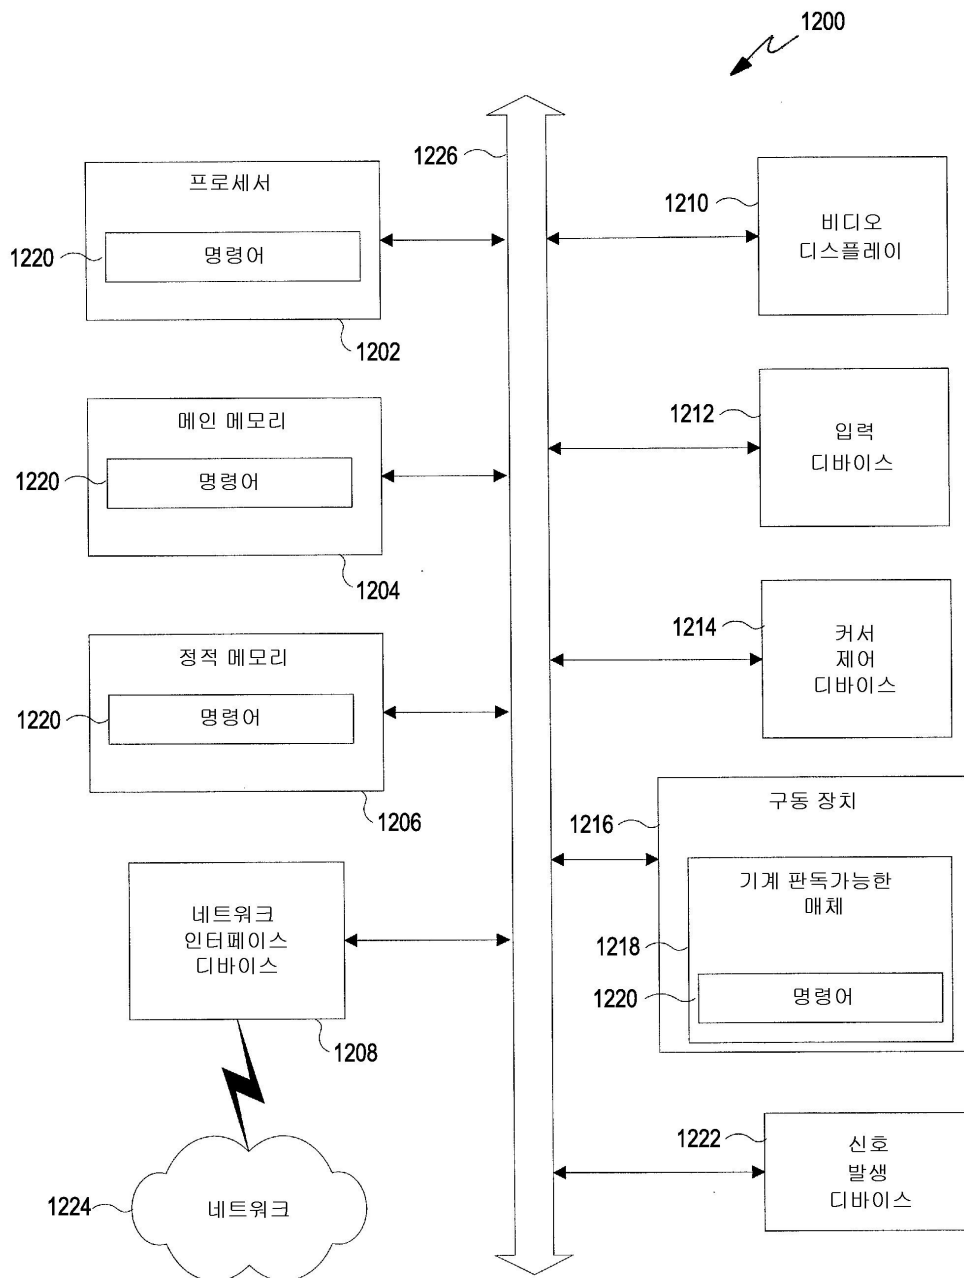 1200
1226
프로세서
1220
명령어
1202
1210
비디오
디스플레이
메인 메모리
1220
명령어
1204
1212
입력
디바이스
정적 메모리
1220
명령어
1206
1214
커서
제어
디바이스
네트워크
인터페이스
디바이스
1208
1216
구동 장치
1218
기계 판독가능한
매체
1220
명령어
1224
네트워크
1222
신호
발생
디바이스